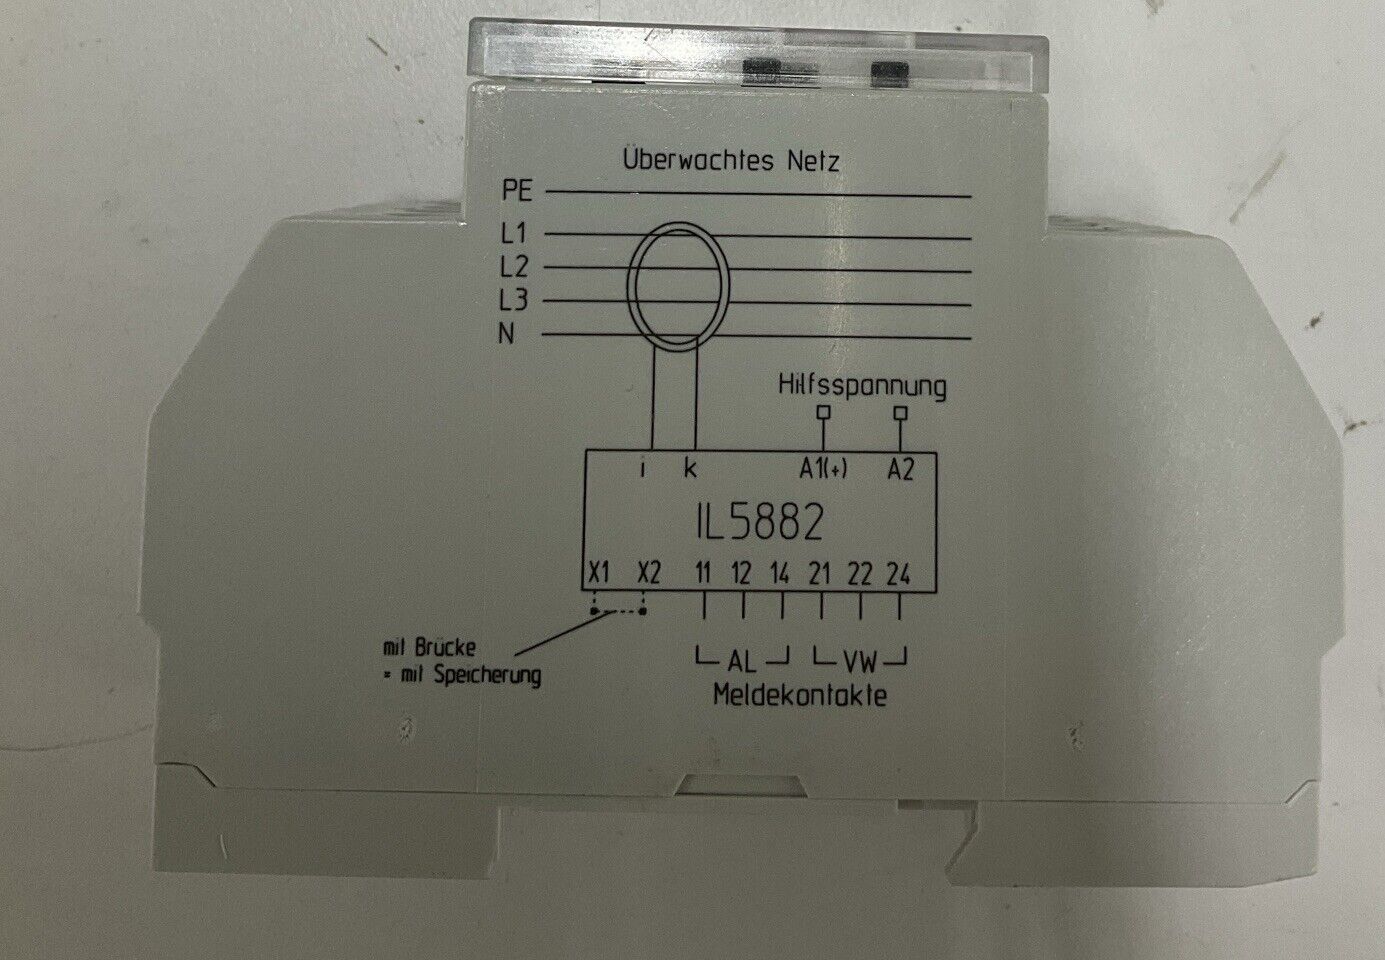 Überwachtes Netz
PE
L1
L2
L3
N
Hilfsspannung
i k A1(+) A2
IL5882
X1 X2 11 12 14 21 22 24
mit Brücke
= mit Speicherung
AL VW
Meldekontakte